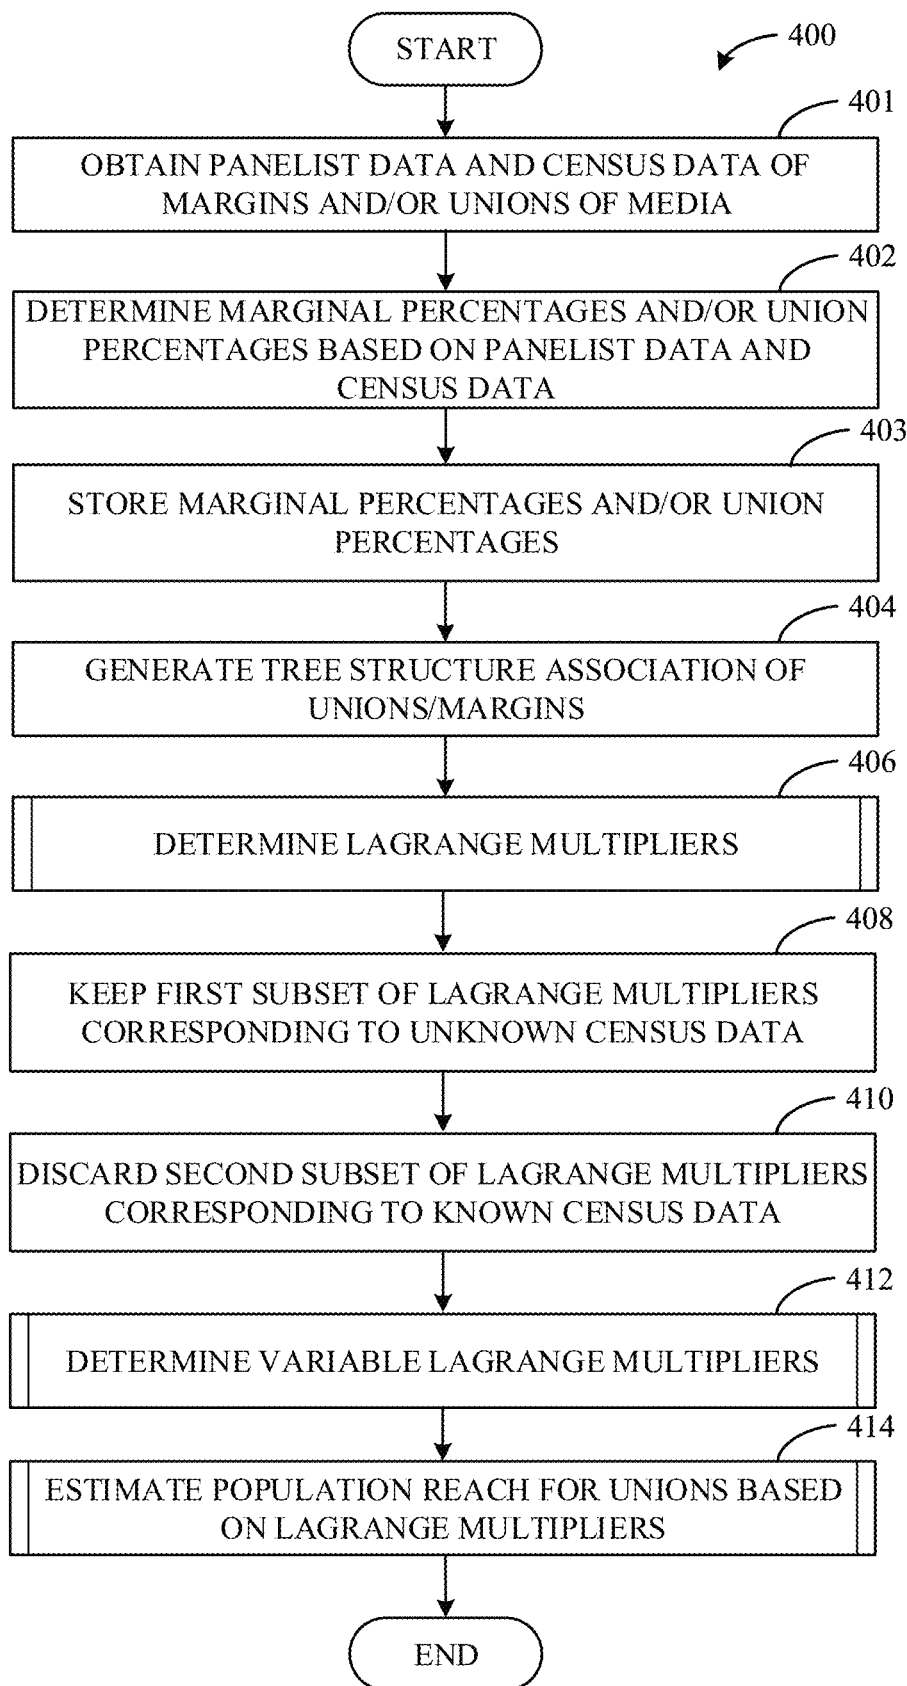 START
400
401
OBTAIN PANELIST DATA AND CENSUS DATA OF
MARGINS AND/OR UNIONS OF MEDIA
402
DETERMINE MARGINAL PERCENTAGES AND/OR UNION
PERCENTAGES BASED ON PANELIST DATA AND
CENSUS DATA
403
STORE MARGINAL PERCENTAGES AND/OR UNION
PERCENTAGES
404
GENERATE TREE STRUCTURE ASSOCIATION OF
UNIONS/MARGINS
406
DETERMINE LAGRANGE MULTIPLIERS
408
KEEP FIRST SUBSET OF LAGRANGE MULTIPLIERS
CORRESPONDING TO UNKNOWN CENSUS DATA
410
DISCARD SECOND SUBSET OF LAGRANGE MULTIPLIERS
CORRESPONDING TO KNOWN CENSUS DATA
412
DETERMINE VARIABLE LAGRANGE MULTIPLIERS
414
ESTIMATE POPULATION REACH FOR UNIONS BASED
ON LAGRANGE MULTIPLIERS
END